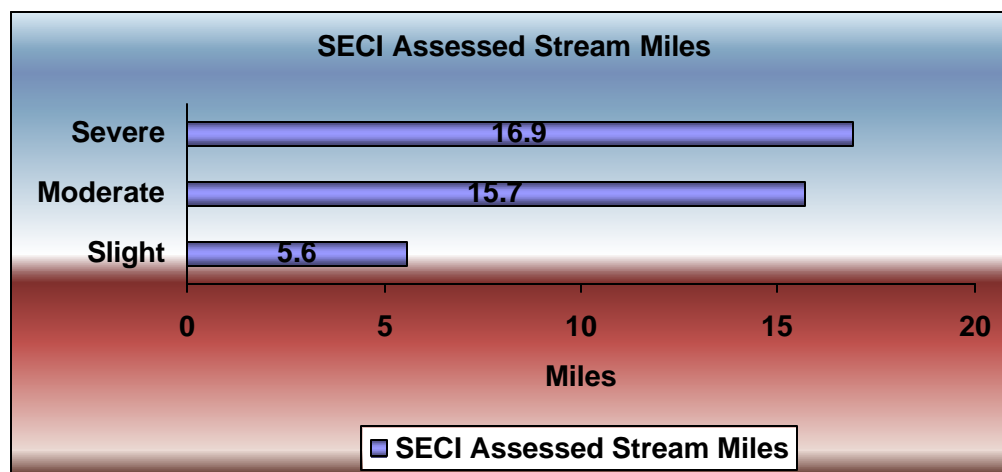 SECI Assessed Stream Miles
Severe 16.9
Moderate 15.7
Slight 5.6
0 5 10 15 20
Miles
SECI Assessed Stream Miles